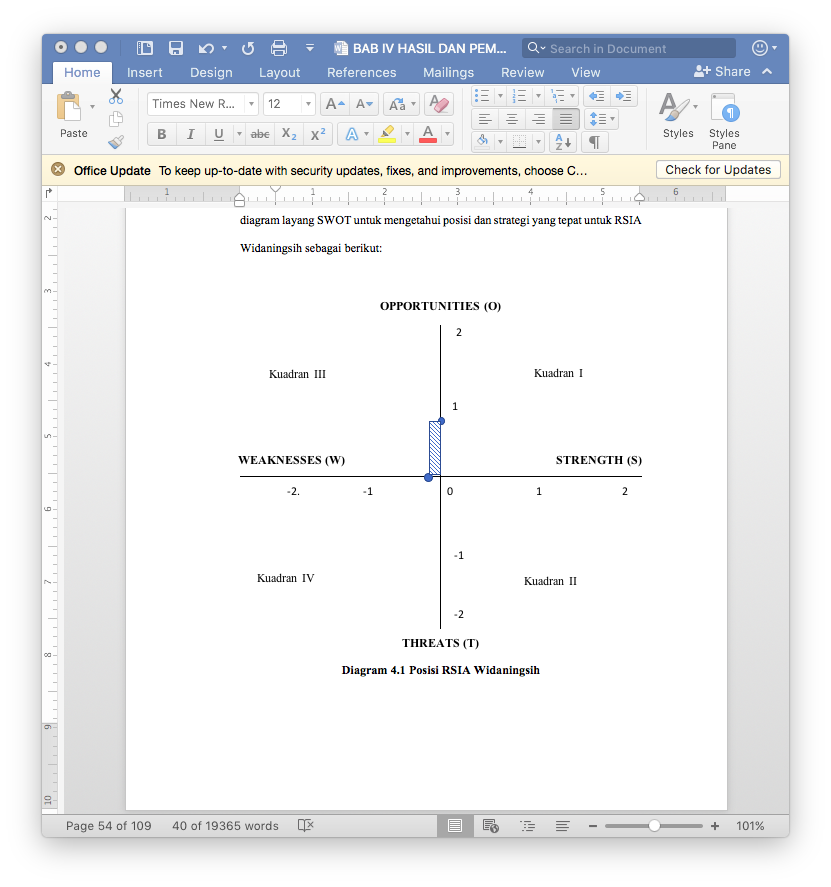 BAB IV HASIL DAN PEM...
Search in Document
Home Insert Design Layout References Mailings Review View Share
Paste
Times New R... 12
Styles
Styles Pane
Office Update To keep up-to-date with security updates, fixes, and improvements, choose C... Check for Updates
diagram layang SWOT untuk mengetahui posisi dan strategi yang tepat untuk RSIA
Widaningsih sebagai berikut:
OPPORTUNITIES (O)
2
Kuadran III Kuadran I
1
WEAKNESSES (W) STRENGTH (S)
-2. -1 0 1 2
-1
Kuadran IV Kuadran II
-2
THREATS (T)
Diagram 4.1 Posisi RSIA Widaningsih
Page 54 of 109 40 of 19365 words 101%